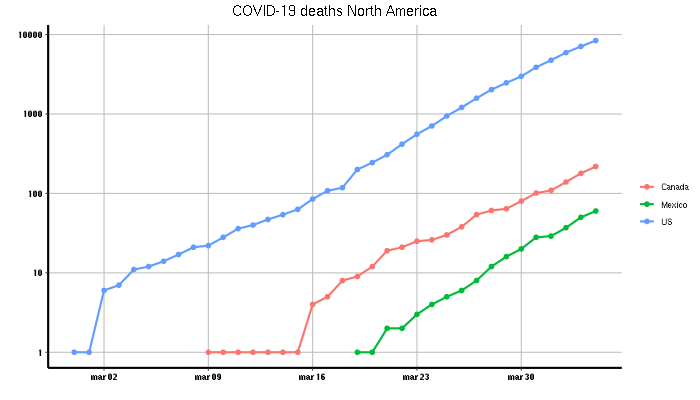 COVID-19 deaths North America
10000
1000
100
10
1
mar 02 mar 09 mar 16 mar 23 mar 30
Canada
Mexico
US